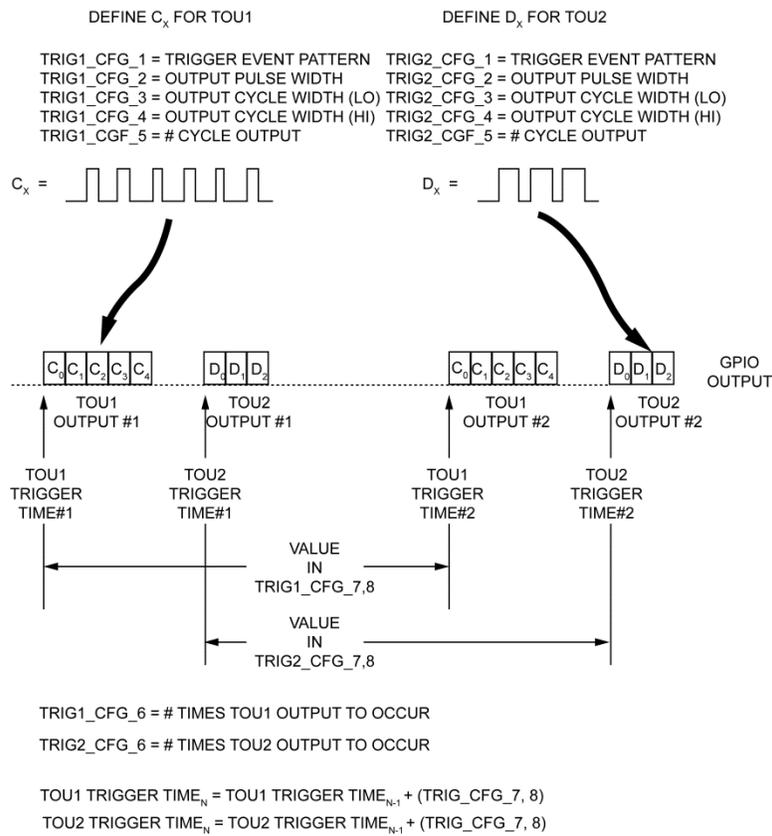 DEFINE Cₓ FOR TOU1
TRIG1_CFG_1 = TRIGGER EVENT PATTERN
TRIG1_CFG_2 = OUTPUT PULSE WIDTH
TRIG1_CFG_3 = OUTPUT CYCLE WIDTH (LO)
TRIG1_CFG_4 = OUTPUT CYCLE WIDTH (HI)
TRIG1_CGF_5 = # CYCLE OUTPUT
DEFINE Dₓ FOR TOU2
TRIG2_CFG_1 = TRIGGER EVENT PATTERN
TRIG2_CFG_2 = OUTPUT PULSE WIDTH
TRIG2_CFG_3 = OUTPUT CYCLE WIDTH (LO)
TRIG2_CFG_4 = OUTPUT CYCLE WIDTH (HI)
TRIG2_CGF_5 = # CYCLE OUTPUT
Cₓ =
Dₓ =
C₀ C₁ C₂ C₃ C₄
D₀ D₁ D₂
C₀ C₁ C₂ C₃ C₄
D₀ D₁ D₂
GPIO
OUTPUT
TOU1
OUTPUT #1
TOU2
OUTPUT #1
TOU1
OUTPUT #2
TOU2
OUTPUT #2
TOU1
TRIGGER
TIME#1
TOU2
TRIGGER
TIME#1
TOU1
TRIGGER
TIME#2
TOU2
TRIGGER
TIME#2
VALUE
IN
TRIG1_CFG_7,8
VALUE
IN
TRIG2_CFG_7,8
TRIG1_CFG_6 = # TIMES TOU1 OUTPUT TO OCCUR
TRIG2_CFG_6 = # TIMES TOU2 OUTPUT TO OCCUR
TOU1 TRIGGER TIME_N = TOU1 TRIGGER TIME_N-1 + (TRIG_CFG_7, 8)
TOU2 TRIGGER TIME_N = TOU2 TRIGGER TIME_N-1 + (TRIG_CFG_7, 8)